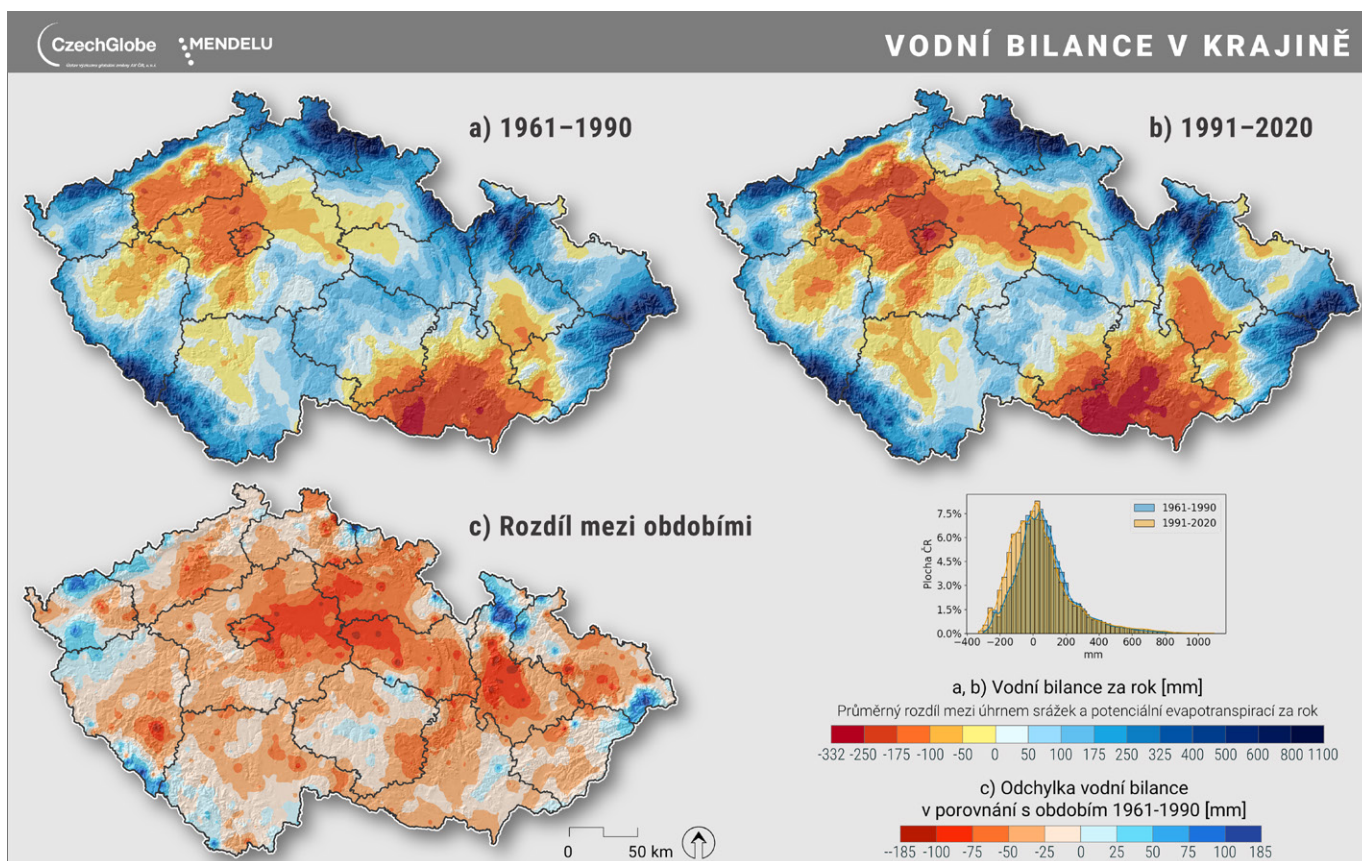 CzechGlobe
MENDELU
VODNÍ BILANCE V KRAJINĚ
a) 1961–1990
b) 1991–2020
c) Rozdíl mezi obdobími
Plocha ČR
7.5%
6.0%
4.5%
3.0%
1.5%
0.0%
1961-1990
1991-2020
−400 −200 0 200 400 600 800 1000
mm
a, b) Vodní bilance za rok [mm]
Průměrný rozdíl mezi úhrnem srážek a potenciální evapotranspirací za rok
-332 -250 -175 -100 -50 0 50 100 175 250 325 400 500 600 800 1100
c) Odchylka vodní bilance
v porovnání s obdobím 1961-1990 [mm]
--185 -100 -75 -50 -25 0 25 50 75 100 185
0 50 km